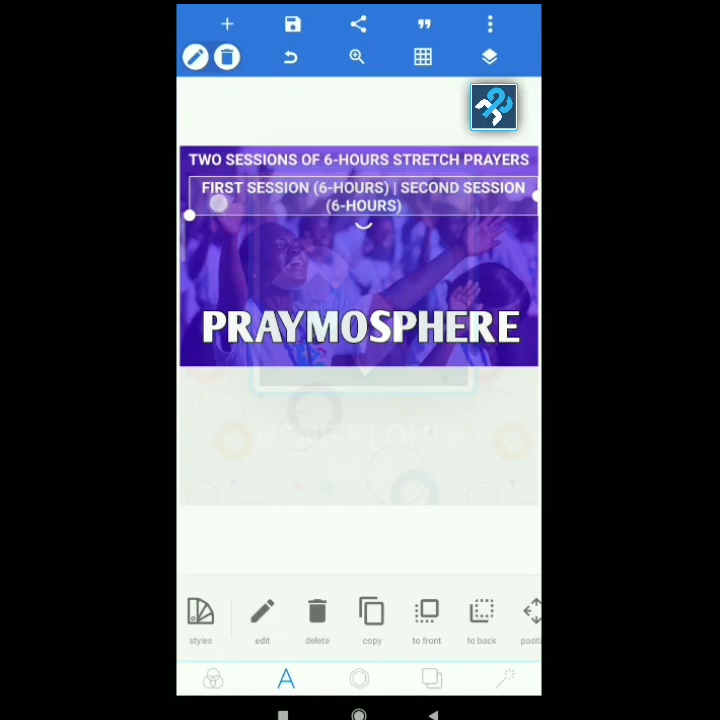 TWO SESSIONS OF 6-HOURS STRETCH PRAYERS
FIRST SESSION (6-HOURS) | SECOND SESSION
(6-HOURS)
PRAYMOSPHERE
styles
edit
delete
copy
to front
to back
posit